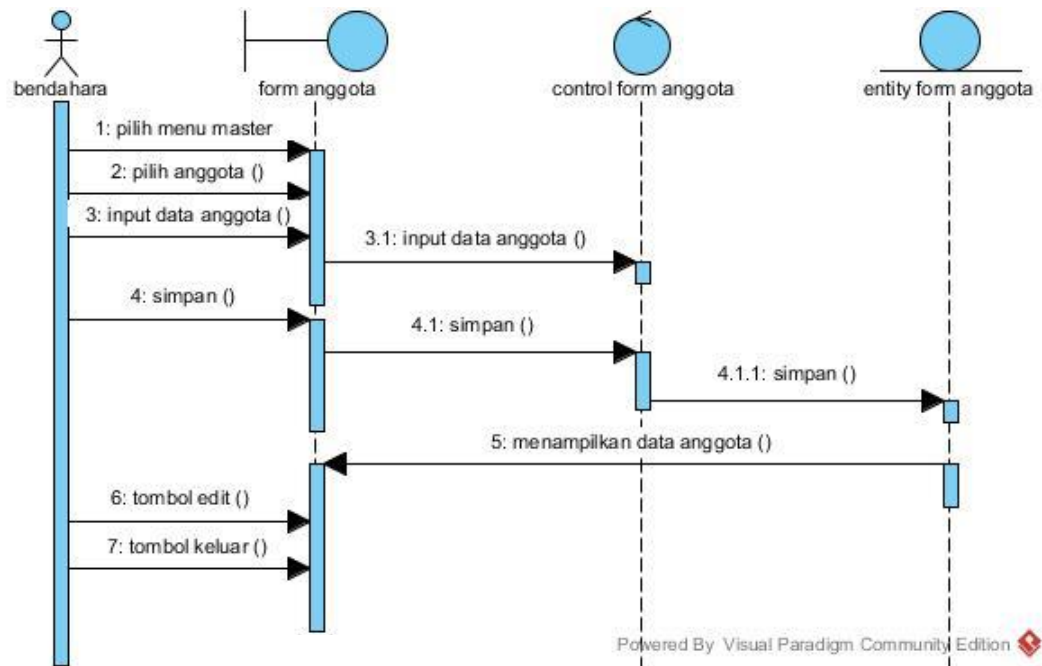 bendahara
form anggota
control form anggota
entity form anggota
1: pilih menu master
2: pilih anggota ()
3: input data anggota ()
3.1: input data anggota ()
4: simpan ()
4.1: simpan ()
4.1.1: simpan ()
5: menampilkan data anggota ()
6: tombol edit ()
7: tombol keluar ()
Powered By Visual Paradigm Community Edition